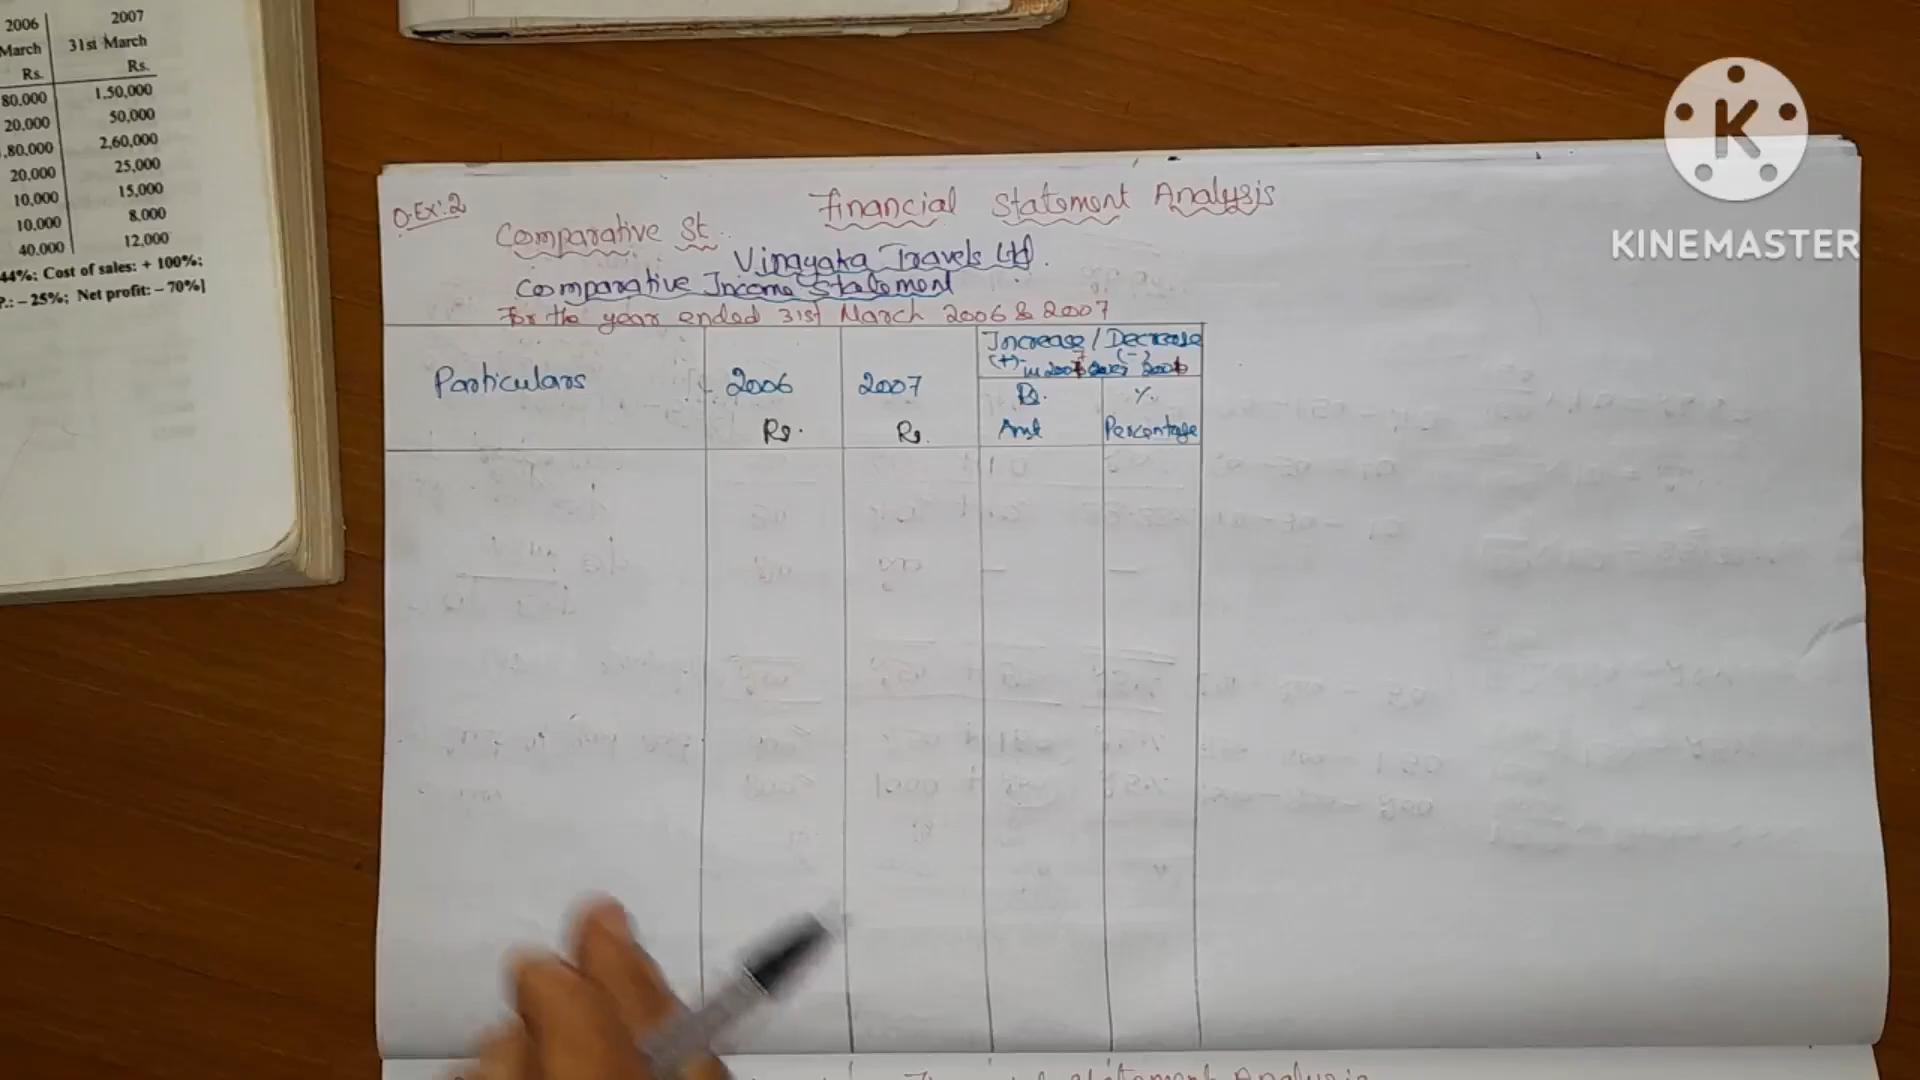 2006 2007
March 31st March
Rs. Rs.
80,000 1,50,000
20,000 50,000
,80,000 2,60,000
20,000 25,000
10,000 15,000
10,000 8,000
40,000 12,000
44%; Cost of sales: + 100%;
P.: – 25%; Net profit: – 70%]
KINEMASTER
O.Ex:2 Financial Statement Analysis
Comparative St..
Vinayaka Travels Ltd.
Comparative Income Statement
For the year ended 31st March 2006 & 2007
Particulars 2006 2007 Increase / Decrease
(+) (-)
Rs. Rs. Rs. %
Amt Percentage
Financial Statement Analysis